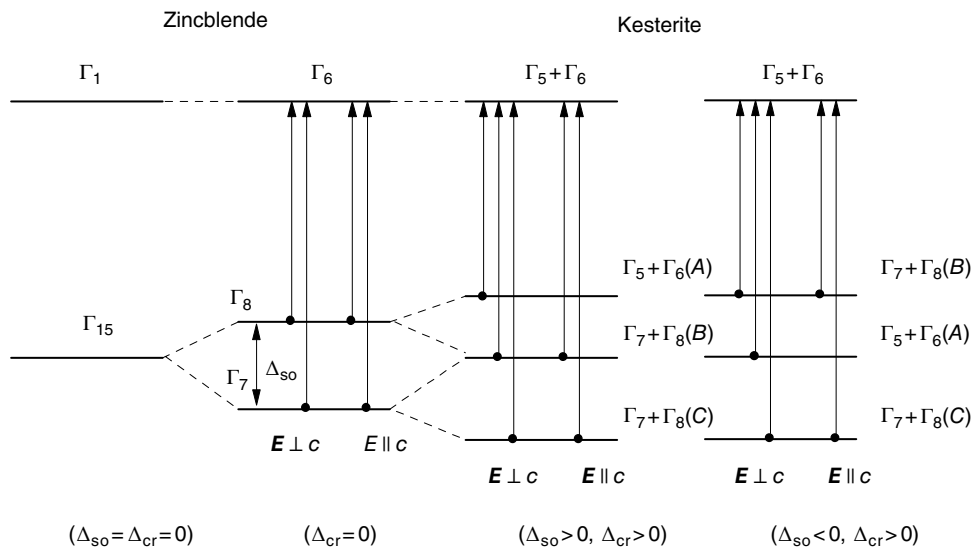 Zincblende
Kesterite
Γ1
Γ6
Γ5+Γ6
Γ5+Γ6
Γ5+Γ6(A)
Γ7+Γ8(B)
Γ8
Γ15
Γ7+Γ8(B)
Γ5+Γ6(A)
Γ7
Δso
Γ7+Γ8(C)
Γ7+Γ8(C)
E ⊥ c
E ∥ c
E ⊥ c
E ∥ c
E ⊥ c
E ∥ c
(Δso=Δcr=0)
(Δcr=0)
(Δso>0, Δcr>0)
(Δso<0, Δcr>0)